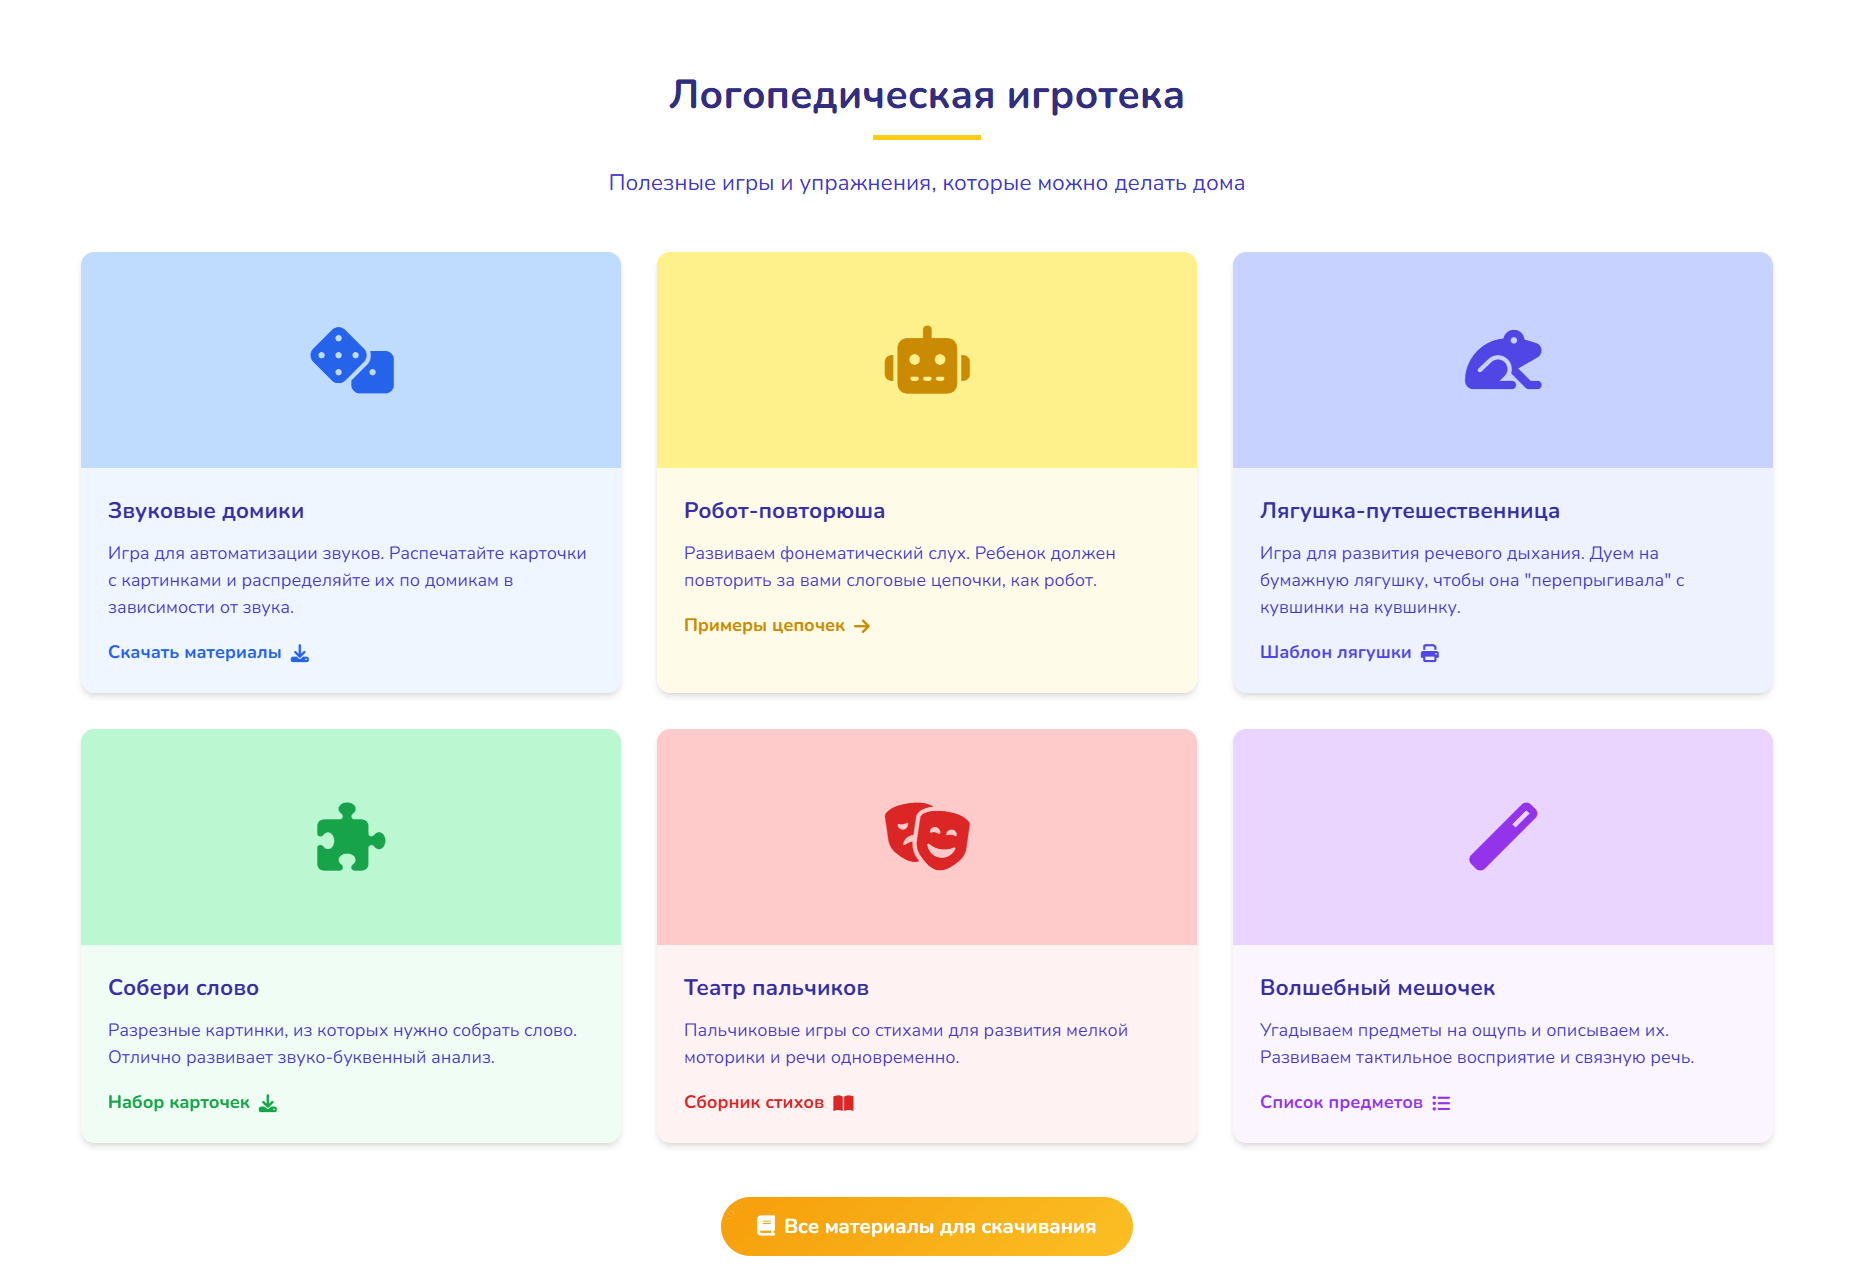 Логопедическая игротека
Полезные игры и упражнения, которые можно делать дома
Звуковые домики
Игра для автоматизации звуков. Распечатайте карточки
с картинками и распределяйте их по домикам в
зависимости от звука.
Скачать материалы
Робот-повторюша
Развиваем фонематический слух. Ребенок должен
повторить за вами слоговые цепочки, как робот.
Примеры цепочек
Лягушка-путешественница
Игра для развития речевого дыхания. Дуем на
бумажную лягушку, чтобы она "перепрыгивала" с
кувшинки на кувшинку.
Шаблон лягушки
Собери слово
Разрезные картинки, из которых нужно собрать слово.
Отлично развивает звуко-буквенный анализ.
Набор карточек
Театр пальчиков
Пальчиковые игры со стихами для развития мелкой
моторики и речи одновременно.
Сборник стихов
Волшебный мешочек
Угадываем предметы на ощупь и описываем их.
Развиваем тактильное восприятие и связную речь.
Список предметов
Все материалы для скачивания